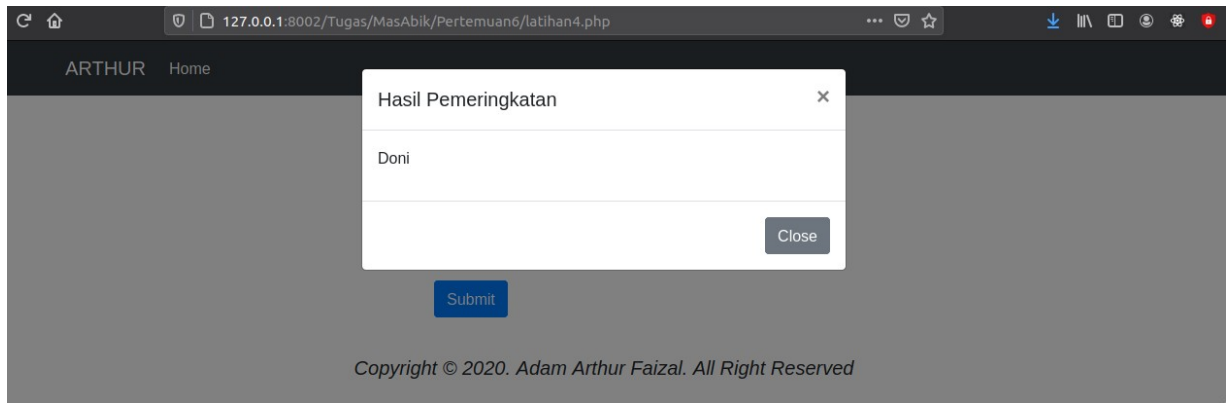 127.0.0.1:8002/Tugas/MasAbik/Pertemuan6/latihan4.php
ARTHUR Home
Hasil Pemeringkatan ×
Doni
Close
Submit
Copyright © 2020. Adam Arthur Faizal. All Right Reserved